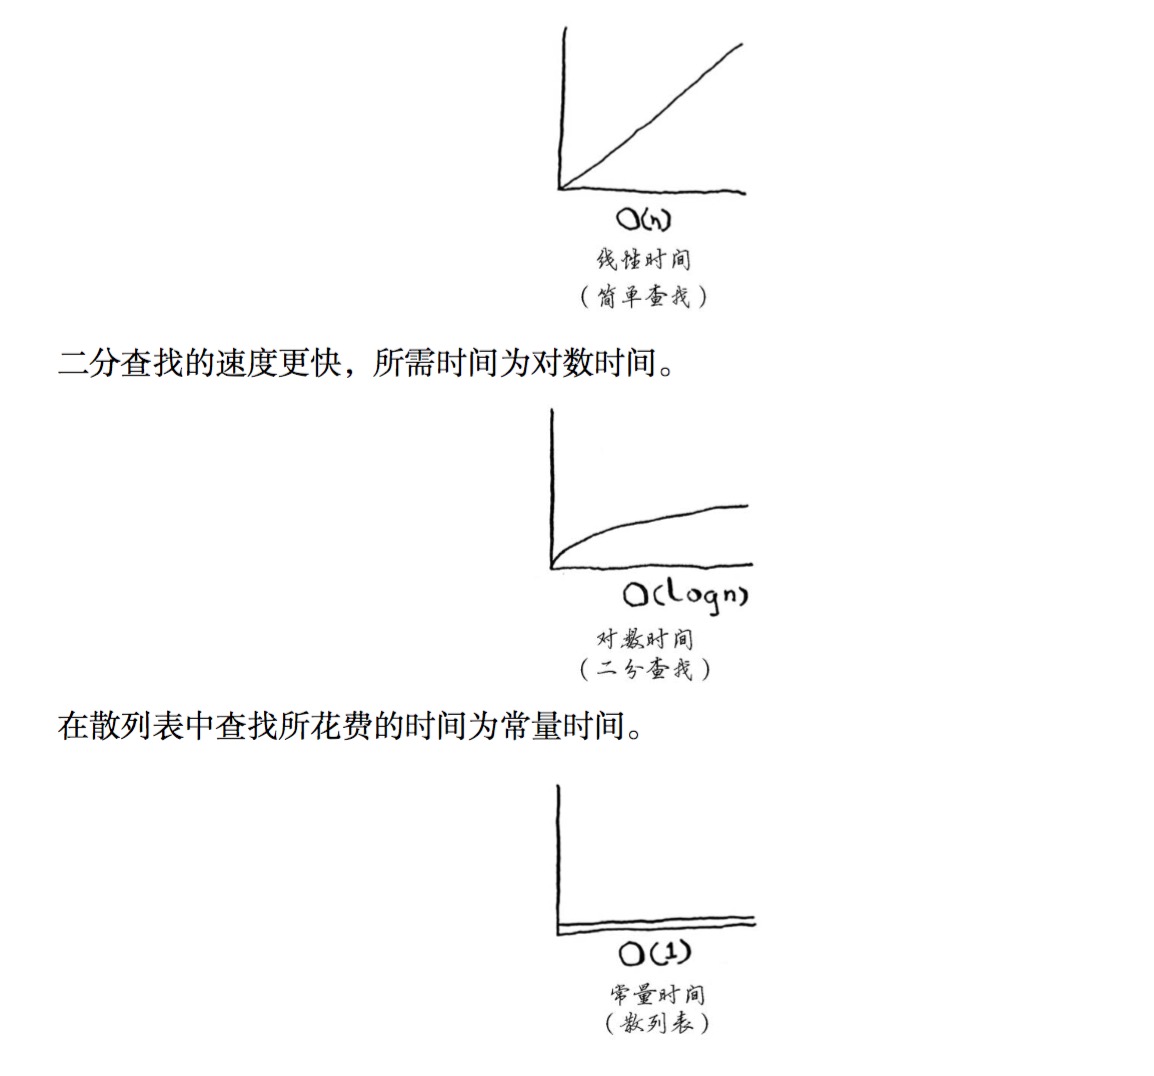 O(n)
线性时间
（简单查找）
二分查找的速度更快，所需时间为对数时间。
O(logn)
对数时间
（二分查找）
在散列表中查找所花费的时间为常量时间。
O(1)
常量时间
（散列表）